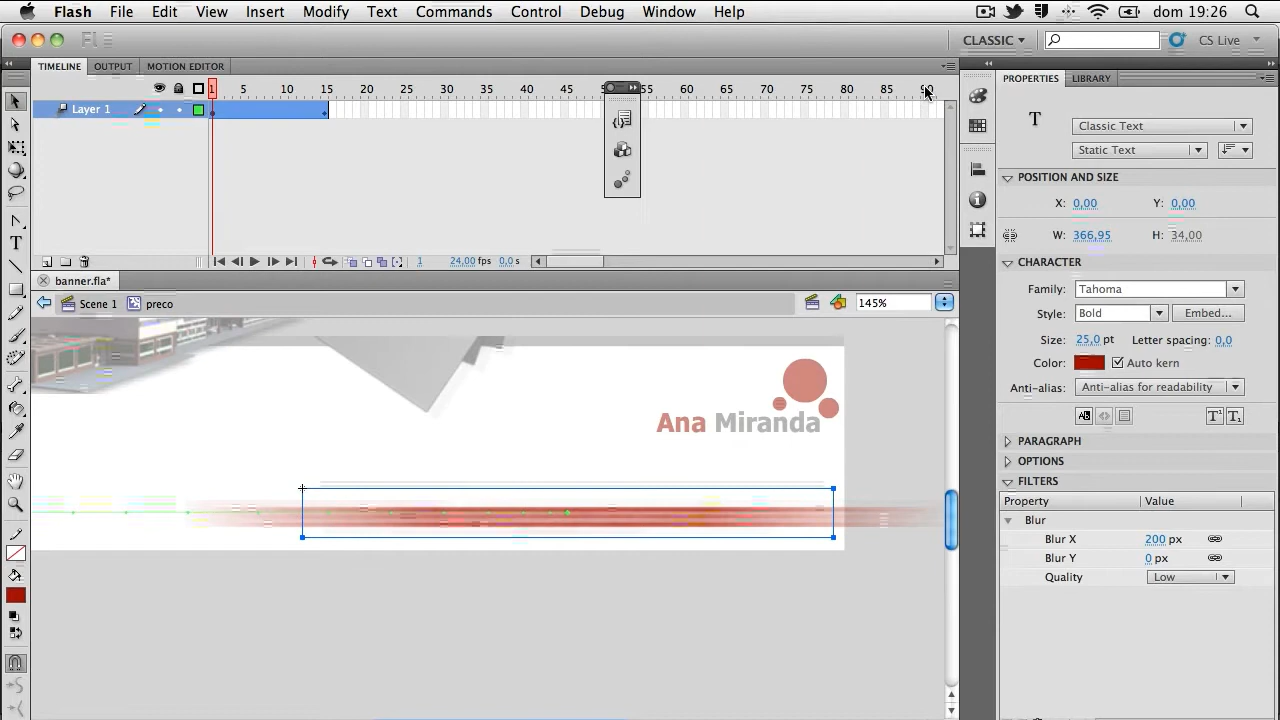 Flash File Edit View Insert Modify Text Commands Control Debug Window Help dom 19:26
Fl CLASSIC CS Live
TIMELINE OUTPUT MOTION EDITOR PROPERTIES LIBRARY
1 5 10 15 20 25 30 35 40 45 55 60 65 70 75 80 85 90
Layer 1
T Classic Text
Static Text
POSITION AND SIZE
X: 0,00 Y: 0,00
W: 366,95 H: 34,00
1 24,00 fps 0,0 s
CHARACTER
banner.fla*
Family: Tahoma
Scene 1 preco 145%
Style: Bold Embed...
Size: 25,0 pt Letter spacing: 0,0
Color: Auto kern
Anti-alias: Anti-alias for readability
Ana Miranda
PARAGRAPH
OPTIONS
FILTERS
Property Value
Blur
Blur X 200 px
Blur Y 0 px
Quality Low